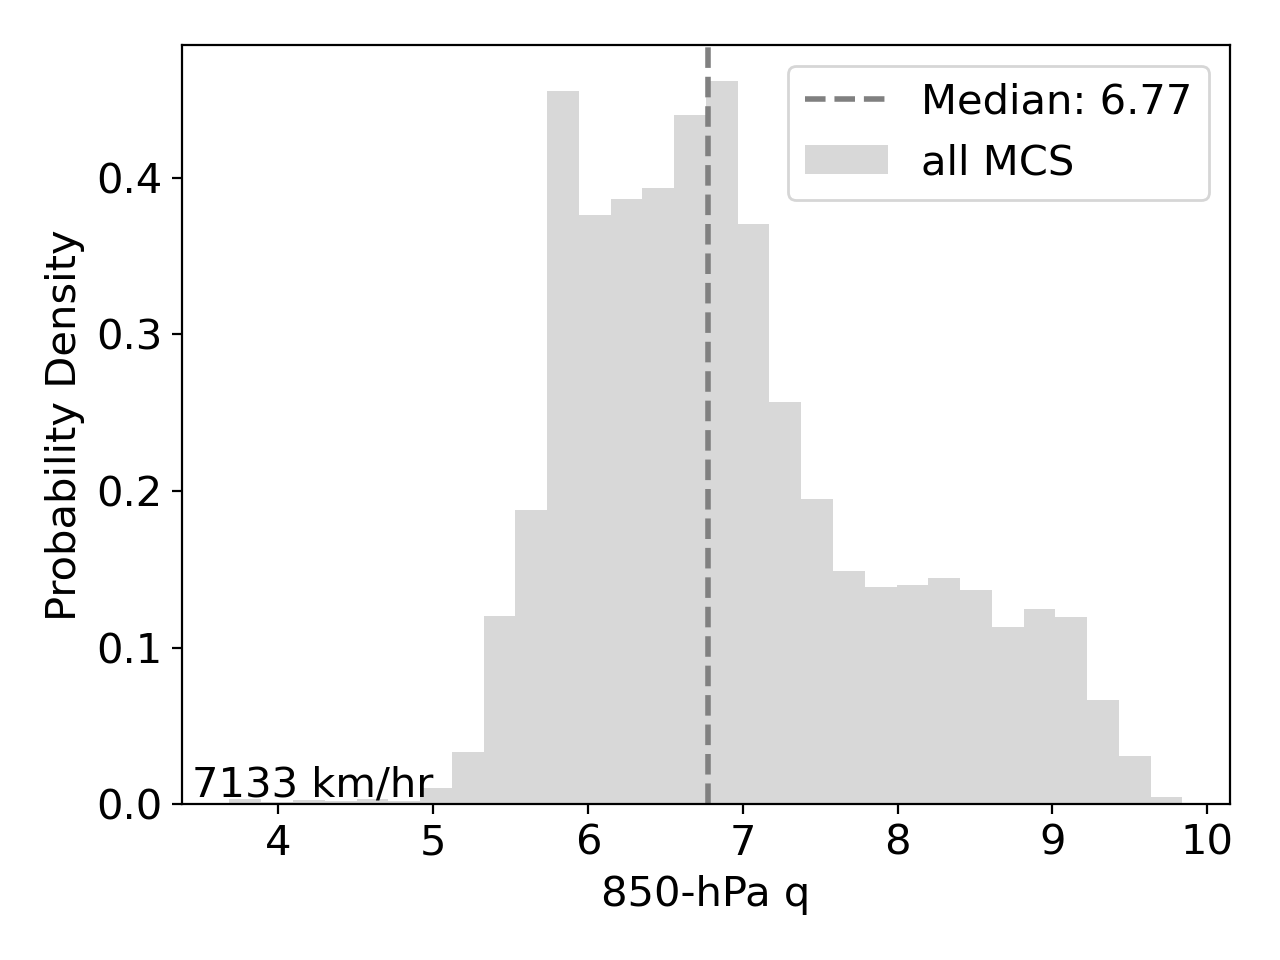 Median: 6.77
all MCS
Probability Density
0.4
0.3
0.2
0.1
0.0
7133 km/hr
4 5 6 7 8 9 10
850-hPa q